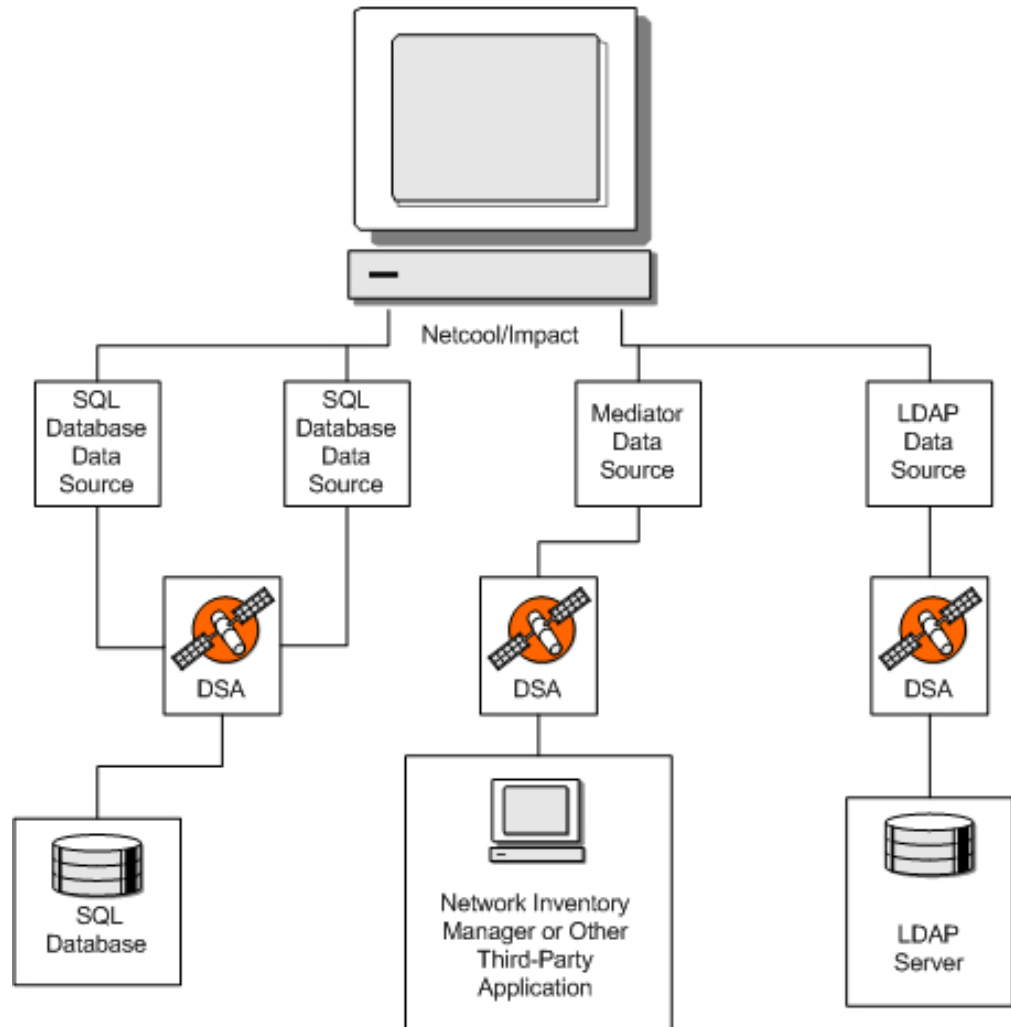 Netcool/Impact
SQL
Database
Data
Source
SQL
Database
Data
Source
Mediator
Data
Source
LDAP
Data
Source
DSA
DSA
DSA
SQL
Database
Network Inventory
Manager or Other
Third-Party
Application
LDAP
Server